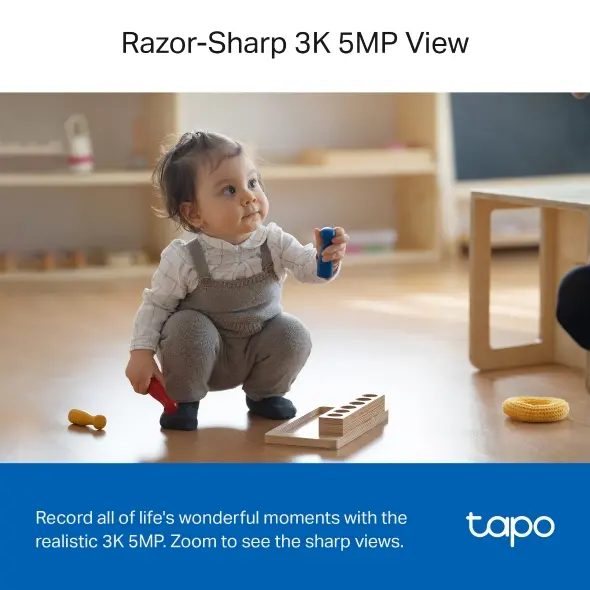 Razor-Sharp 3K 5MP View
Record all of life's wonderful moments with the
realistic 3K 5MP. Zoom to see the sharp views.
tapo